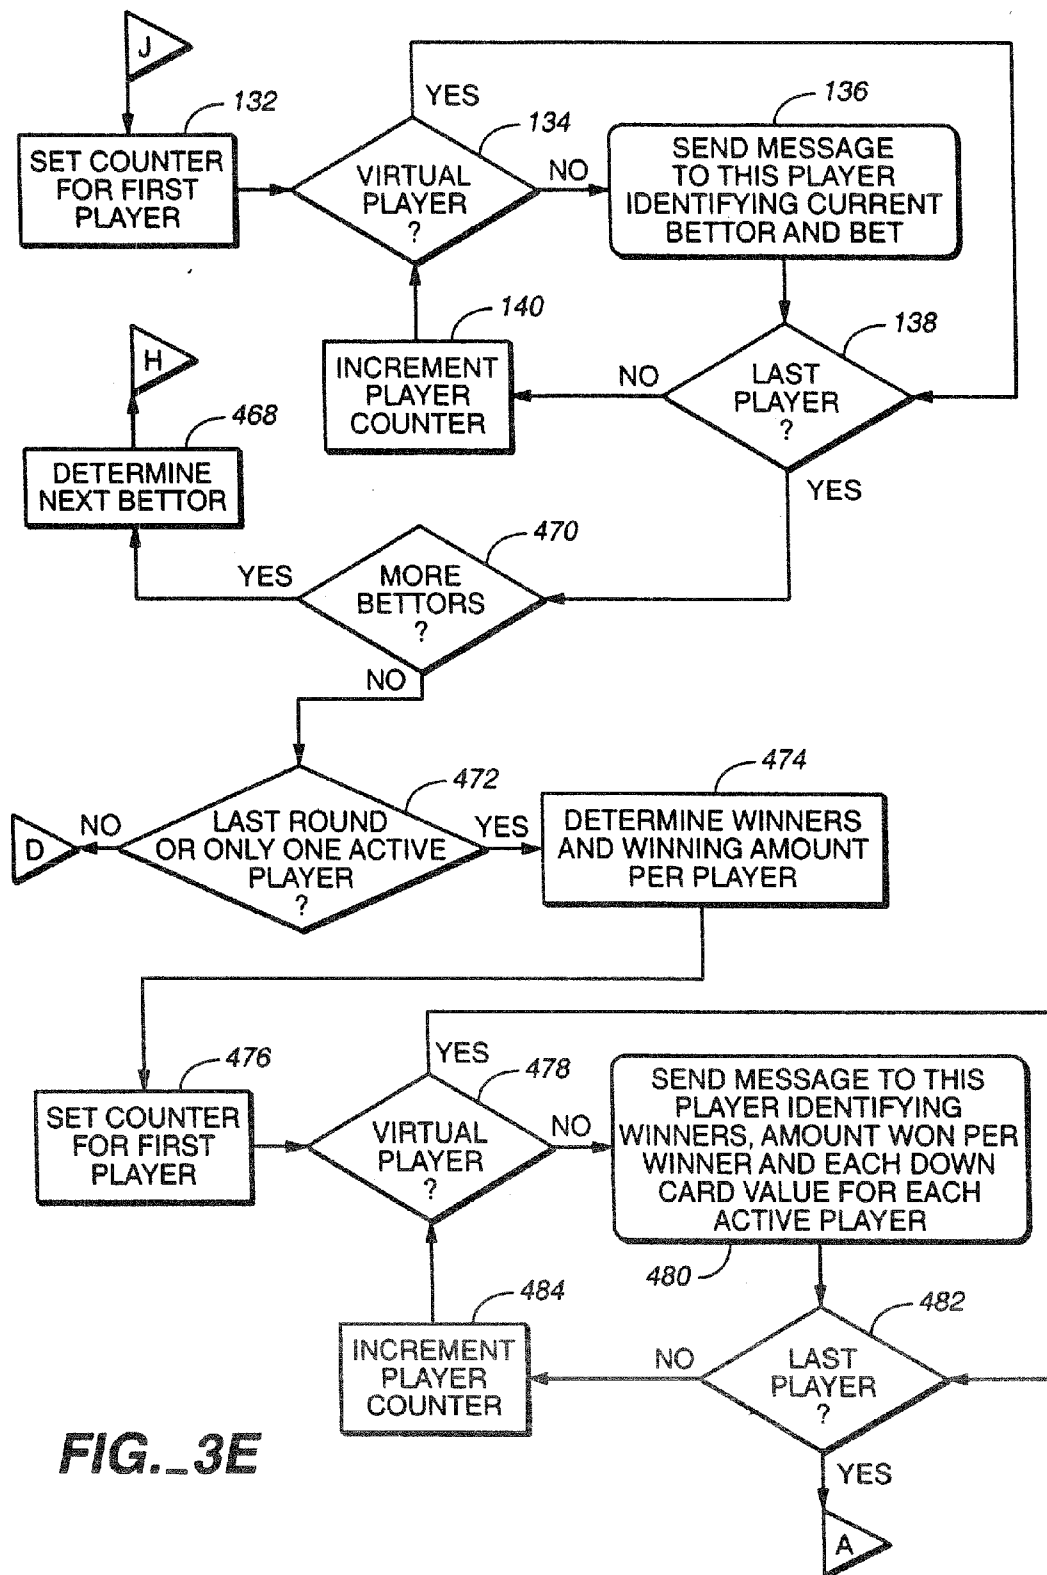 J
132
SET COUNTER
FOR FIRST
PLAYER
YES
134
VIRTUAL
PLAYER
?
NO
136
SEND MESSAGE
TO THIS PLAYER
IDENTIFYING CURRENT
BETTOR AND BET
138
LAST
PLAYER
?
NO
YES
140
INCREMENT
PLAYER
COUNTER
H
468
DETERMINE
NEXT BETTOR
YES
470
MORE
BETTORS
?
NO
472
LAST ROUND
OR ONLY ONE ACTIVE
PLAYER
?
NO
D
YES
474
DETERMINE WINNERS
AND WINNING AMOUNT
PER PLAYER
476
SET COUNTER
FOR FIRST
PLAYER
YES
478
VIRTUAL
PLAYER
?
NO
SEND MESSAGE TO THIS
PLAYER IDENTIFYING
WINNERS, AMOUNT WON PER
WINNER AND EACH DOWN
CARD VALUE FOR EACH
ACTIVE PLAYER
480
482
LAST
PLAYER
?
NO
484
INCREMENT
PLAYER
COUNTER
YES
A
FIG._3E